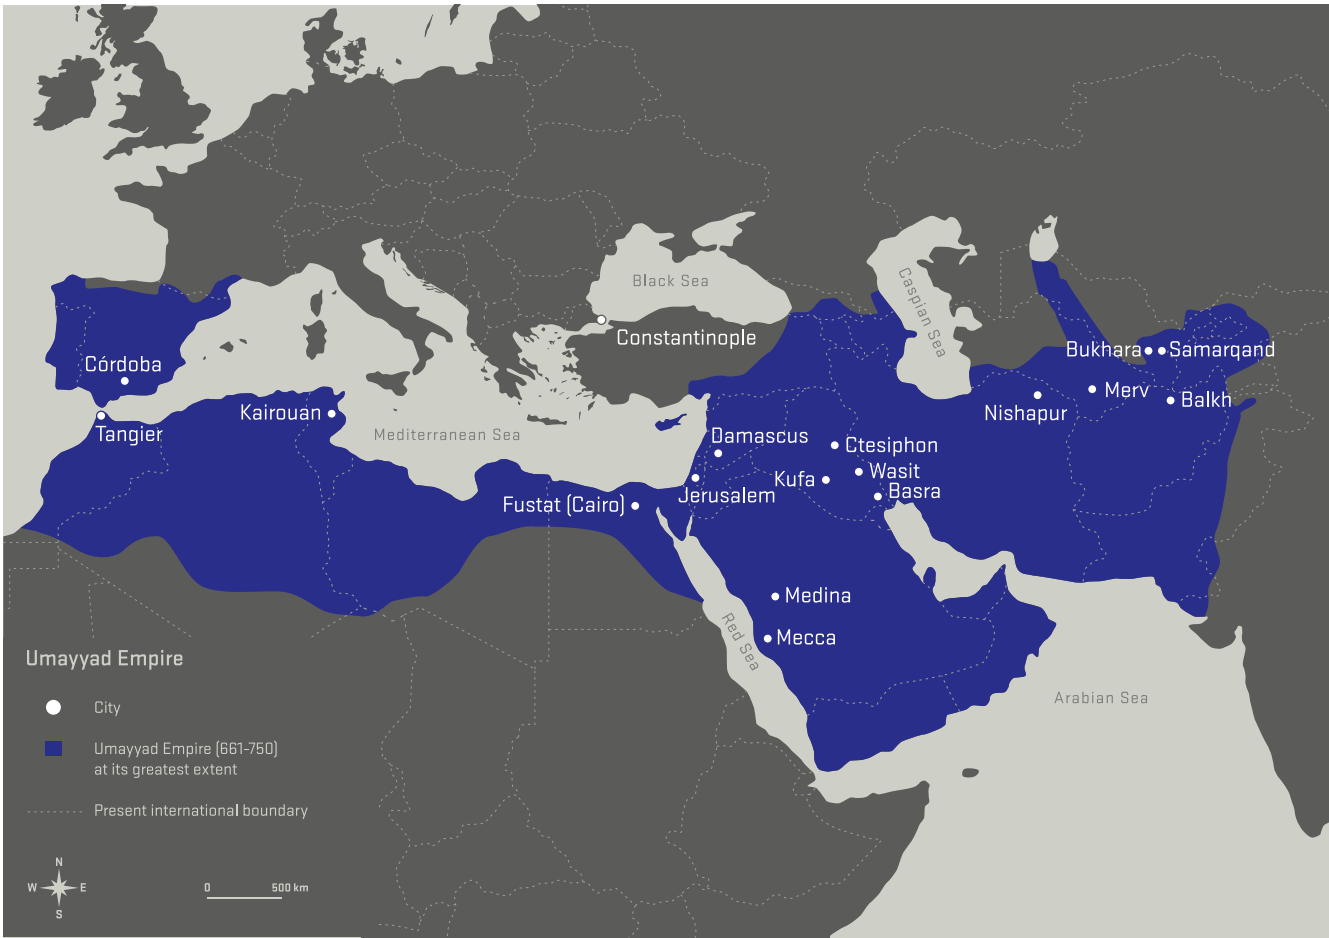 Black Sea
Caspian Sea
Constantinople
Bukhara
Samarqand
Córdoba
Merv
Balkh
Nishapur
Kairouan
Tangier
Mediterranean Sea
Damascus
Ctesiphon
Wasit
Kufa
Basra
Jerusalem
Fustat (Cairo)
Medina
Mecca
Red Sea
Arabian Sea
Umayyad Empire
City
Umayyad Empire (661-750)
at its greatest extent
Present international boundary
N
W E
S
0 500 km